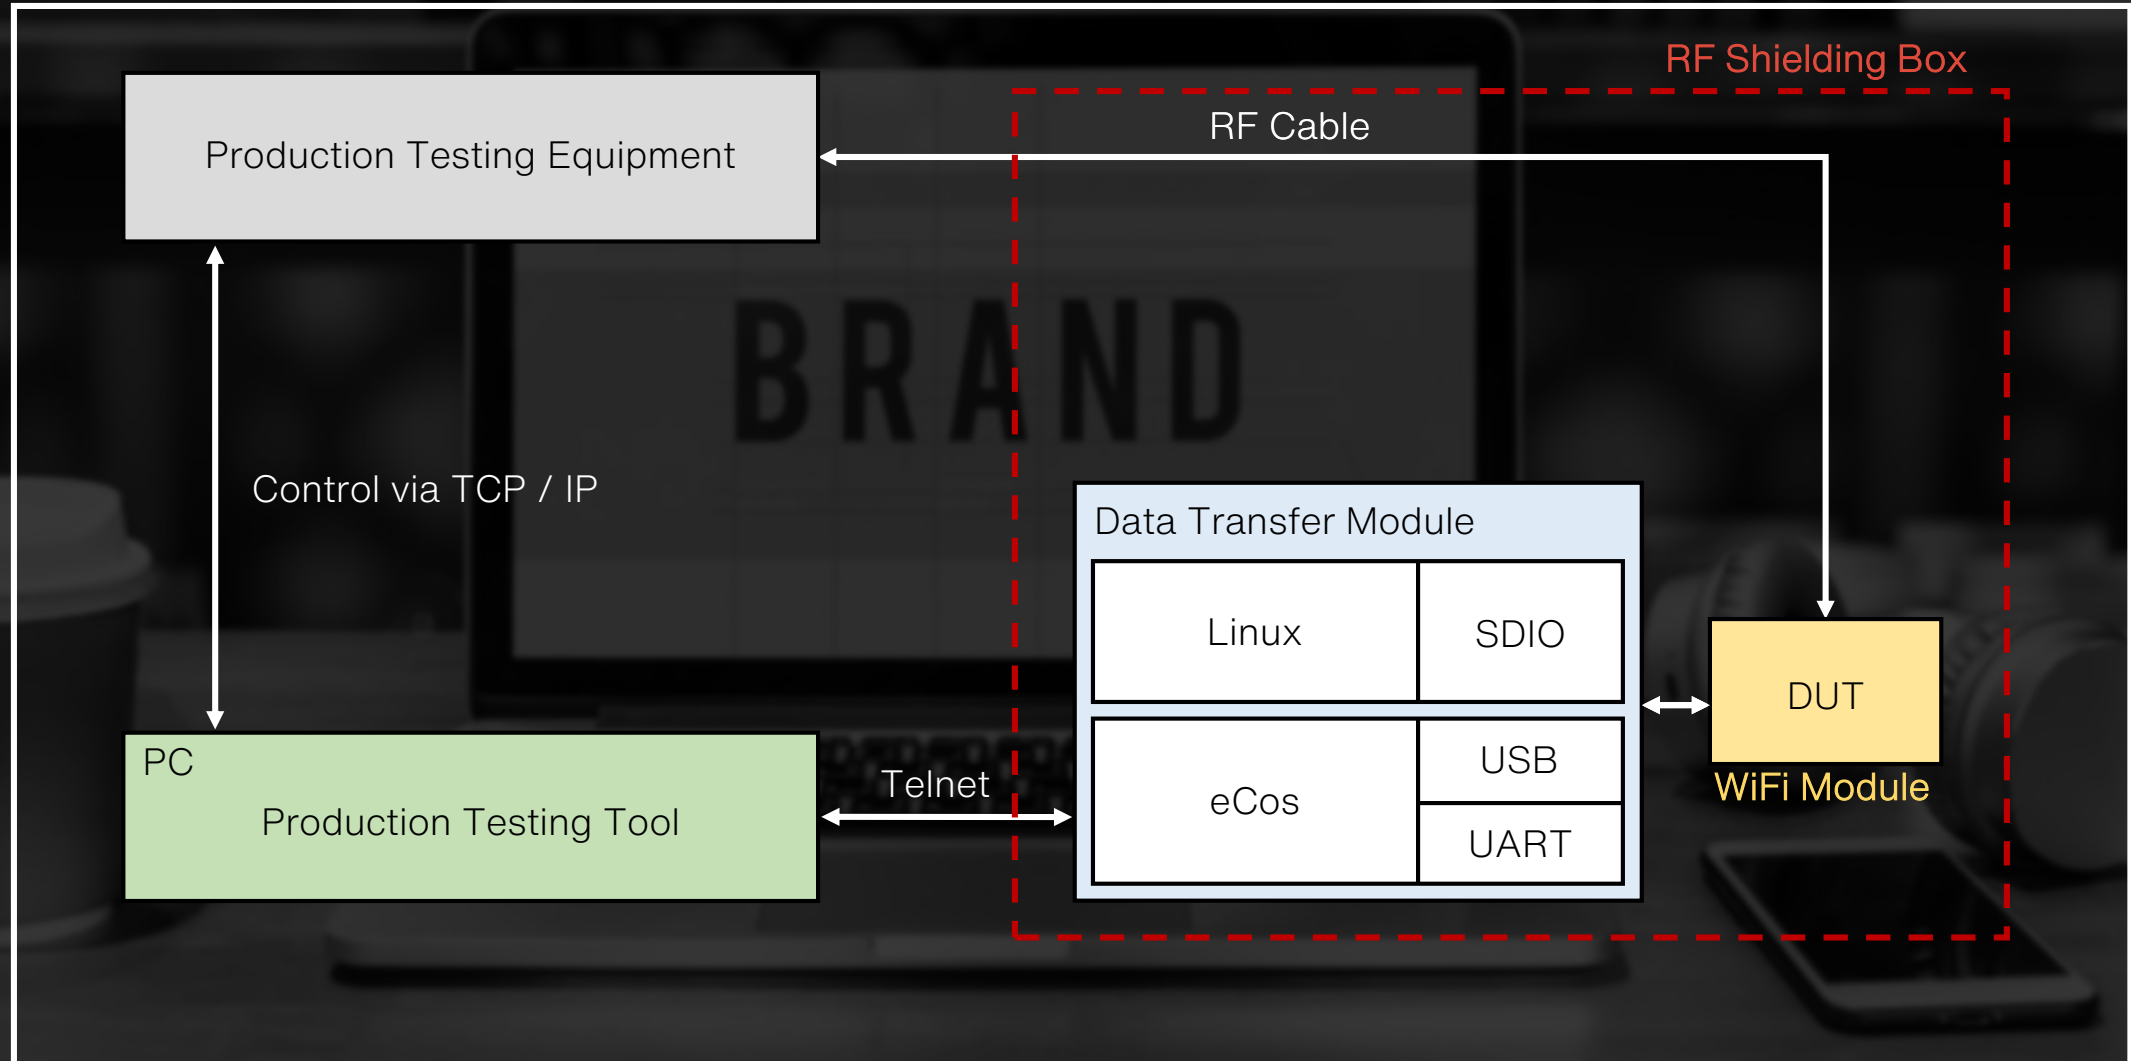 RF Shielding Box
RF Cable
Production Testing Equipment
BRAND
Control via TCP / IP
Data Transfer Module
Linux
SDIO
DUT
WiFi Module
PC
Production Testing Tool
Telnet
eCos
USB
UART